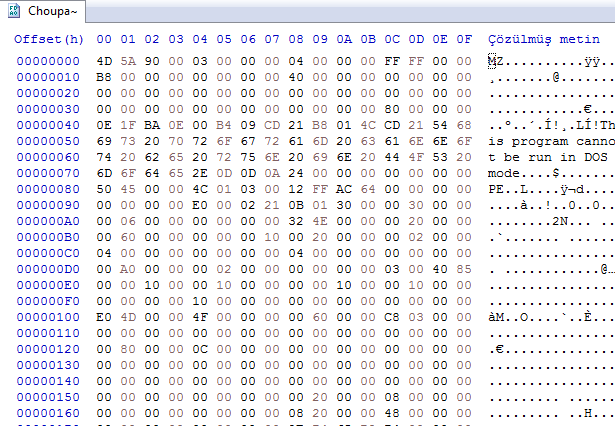 Choupa~
Offset(h) 00 01 02 03 04 05 06 07 08 09 0A 0B 0C 0D 0E 0F Çözülmüş metin
00000000 4D 5A 90 00 03 00 00 00 04 00 00 00 FF FF 00 00 MZ..........ÿÿ..
00000010 B8 00 00 00 00 00 00 00 40 00 00 00 00 00 00 00 ¸.......@.......
00000020 00 00 00 00 00 00 00 00 00 00 00 00 00 00 00 00 ................
00000030 00 00 00 00 00 00 00 00 00 00 00 00 80 00 00 00 ............€...
00000040 0E 1F BA 0E 00 B4 09 CD 21 B8 01 4C CD 21 54 68 ..º..´.Í!¸.LÍ!Th
00000050 69 73 20 70 72 6F 67 72 61 6D 20 63 61 6E 6E 6F is program canno
00000060 74 20 62 65 20 72 75 6E 20 69 6E 20 44 4F 53 20 t be run in DOS
00000070 6D 6F 64 65 2E 0D 0D 0A 24 00 00 00 00 00 00 00 mode....$.......
00000080 50 45 00 00 4C 01 03 00 12 FF AC 64 00 00 00 00 PE..L....ÿ¬d....
00000090 00 00 00 00 E0 00 02 21 0B 01 30 00 00 30 00 00 ....à..!..0..0..
000000A0 00 06 00 00 00 00 00 00 32 4E 00 00 00 20 00 00 ........2N... ..
000000B0 00 60 00 00 00 00 00 10 00 20 00 00 00 02 00 00 .`....... ......
000000C0 04 00 00 00 00 00 00 00 04 00 00 00 00 00 00 00 ................
000000D0 00 A0 00 00 00 02 00 00 00 00 00 00 03 00 40 85 . ............@…
000000E0 00 00 10 00 00 10 00 00 00 00 10 00 00 10 00 00 ................
000000F0 00 00 00 00 10 00 00 00 00 00 00 00 00 00 00 00 ................
00000100 E0 4D 00 00 4F 00 00 00 00 60 00 00 C8 03 00 00 àM..O....`..È...
00000110 00 00 00 00 00 00 00 00 00 00 00 00 00 00 00 00 ................
00000120 00 80 00 00 0C 00 00 00 00 00 00 00 00 00 00 00 .€..............
00000130 00 00 00 00 00 00 00 00 00 00 00 00 00 00 00 00 ................
00000140 00 00 00 00 00 00 00 00 00 00 00 00 00 00 00 00 ................
00000150 00 00 00 00 00 00 00 00 00 20 00 00 08 00 00 00 ......... ......
00000160 00 00 00 00 00 00 00 00 08 20 00 00 48 00 00 00 ......... ..H...